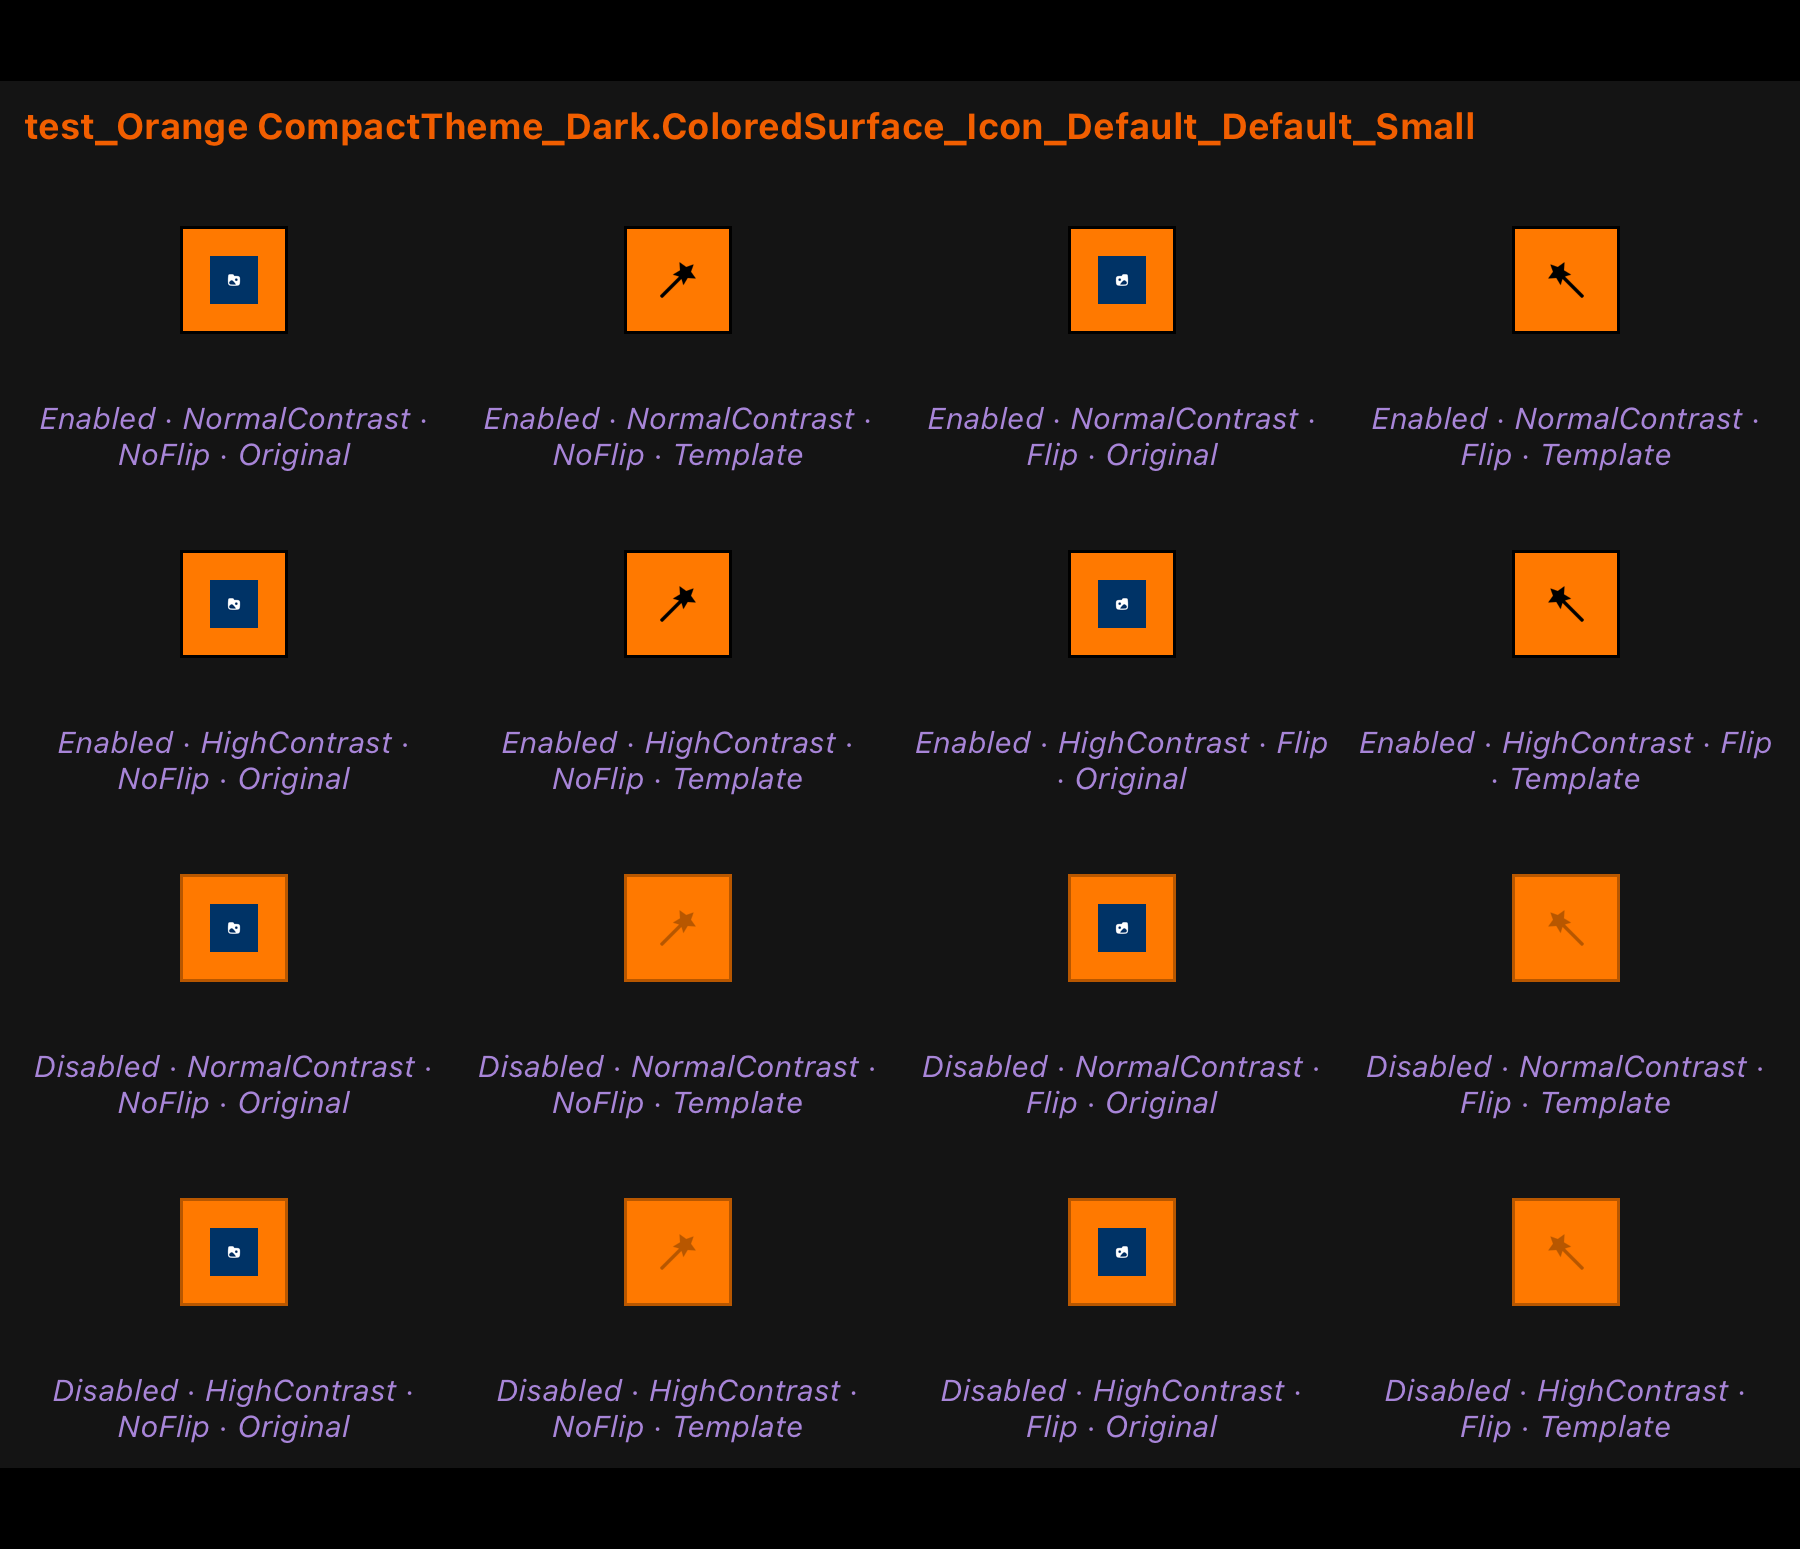 test_Orange CompactTheme_Dark.ColoredSurface_Icon_Default_Default_Small
Enabled · NormalContrast ·
NoFlip · Original
Enabled · NormalContrast ·
NoFlip · Template
Enabled · NormalContrast ·
Flip · Original
Enabled · NormalContrast ·
Flip · Template
Enabled · HighContrast ·
NoFlip · Original
Enabled · HighContrast ·
NoFlip · Template
Enabled · HighContrast · Flip
· Original
Enabled · HighContrast · Flip
· Template
Disabled · NormalContrast ·
NoFlip · Original
Disabled · NormalContrast ·
NoFlip · Template
Disabled · NormalContrast ·
Flip · Original
Disabled · NormalContrast ·
Flip · Template
Disabled · HighContrast ·
NoFlip · Original
Disabled · HighContrast ·
NoFlip · Template
Disabled · HighContrast ·
Flip · Original
Disabled · HighContrast ·
Flip · Template